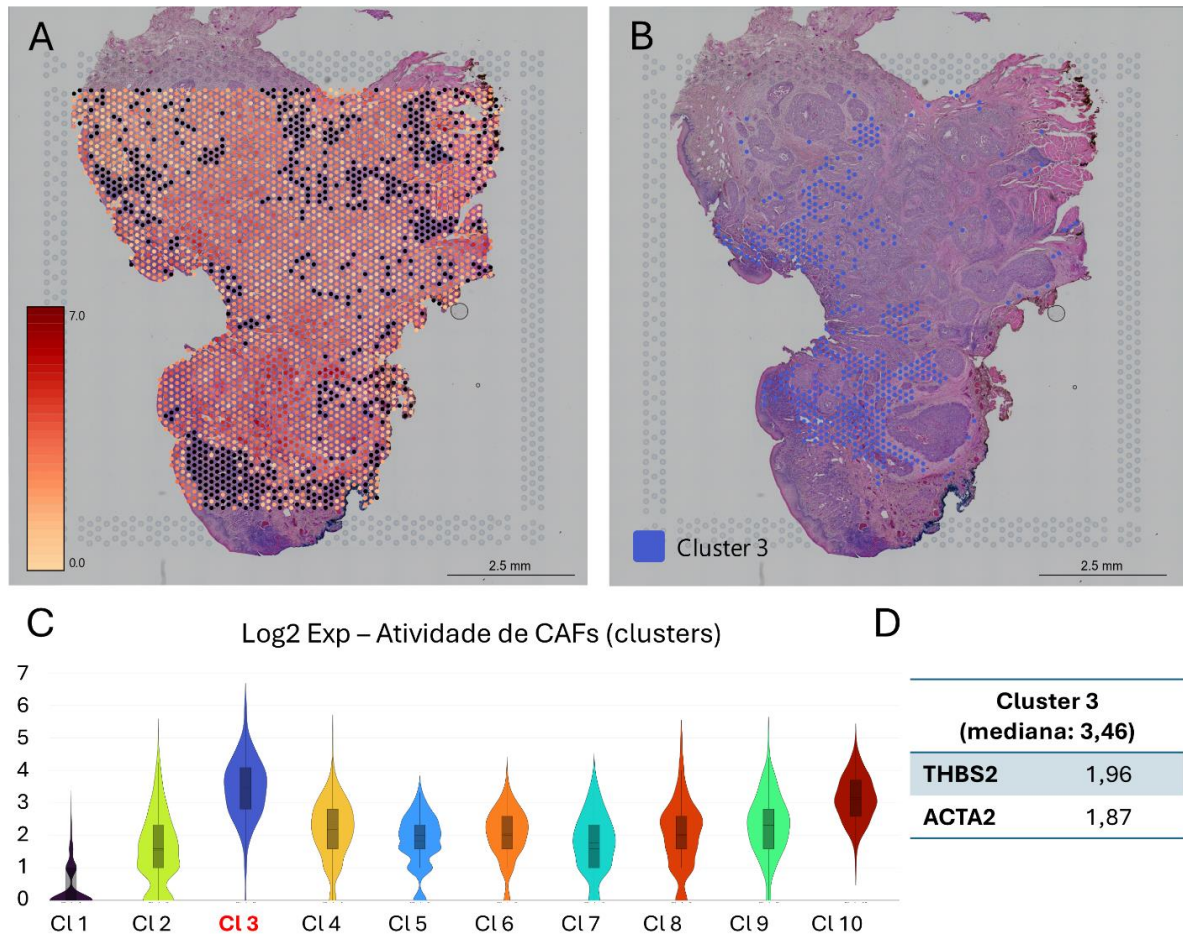 A
7.0
0.0
2.5 mm
B
Cluster 3
2.5 mm
C
Log2 Exp – Atividade de CAFs (clusters)
7
6
5
4
3
2
1
0
Cl 1 Cl 2 Cl 3 Cl 4 Cl 5 Cl 6 Cl 7 Cl 8 Cl 9 Cl 10
D
Cluster 3
(mediana: 3,46)
THBS2 1,96
ACTA2 1,87